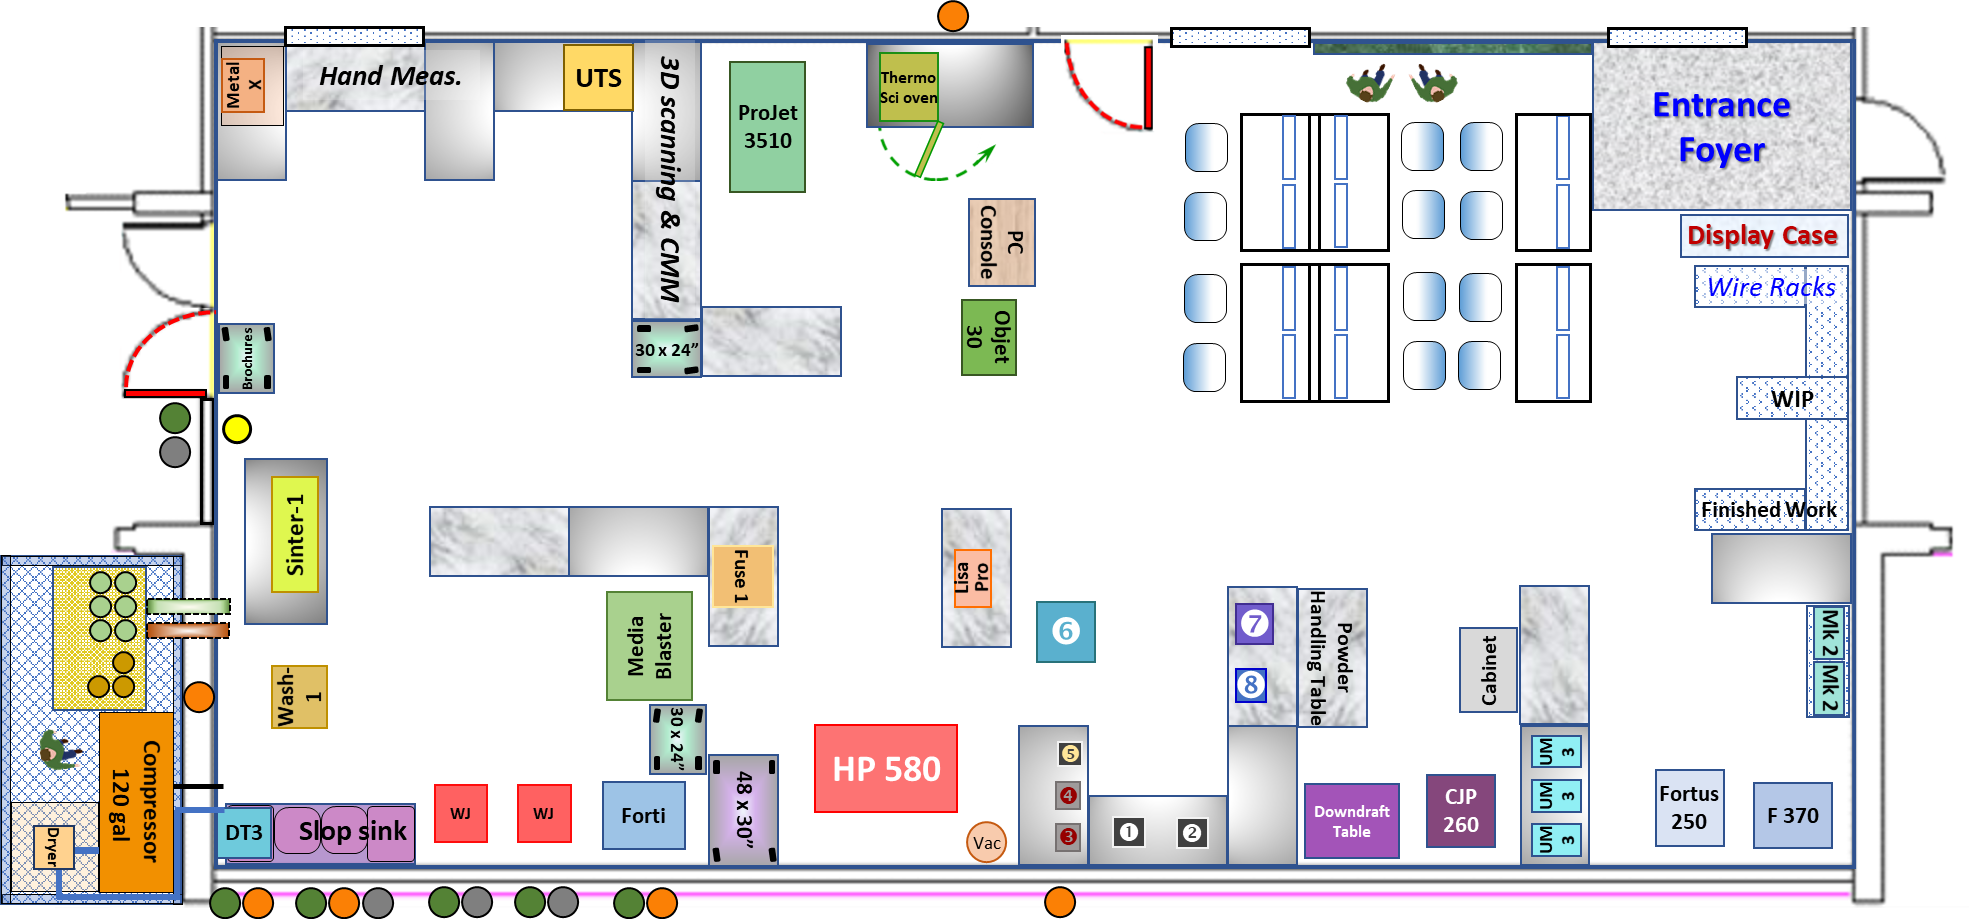 Metal
X
Hand Meas.
UTS
3D scanning & CMM
ProJet
3510
Thermo
Sci oven
Entrance
Foyer
PC
Console
Display Case
Wire Racks
Objet
30
Brochures
30 x 24”
WIP
Finished Work
Sinter-1
Fuse 1
Lisa
Pro
Media
Blaster
6
7
8
Powder
Handling Table
Cabinet
Mk 2
Mk 2
Wash-
1
30 x 24”
48 x 30”
HP 580
5
4
3
1
2
UM
3
UM
3
UM
3
Compressor
120 gal
Dryer
DT3
Slop sink
WJ
WJ
Forti
Vac
Downdraft
Table
CJP
260
Fortus
250
F 370